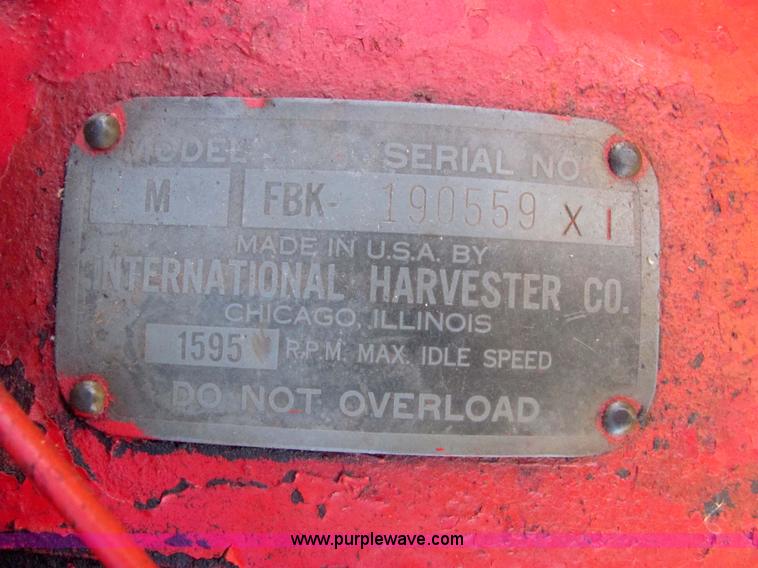 MODEL SERIAL NO.
M FBK- 190559 X I
MADE IN U.S.A. BY
INTERNATIONAL HARVESTER CO.
CHICAGO, ILLINOIS
1595 R.P.M. MAX. IDLE SPEED
DO NOT OVERLOAD
www.purplewave.com